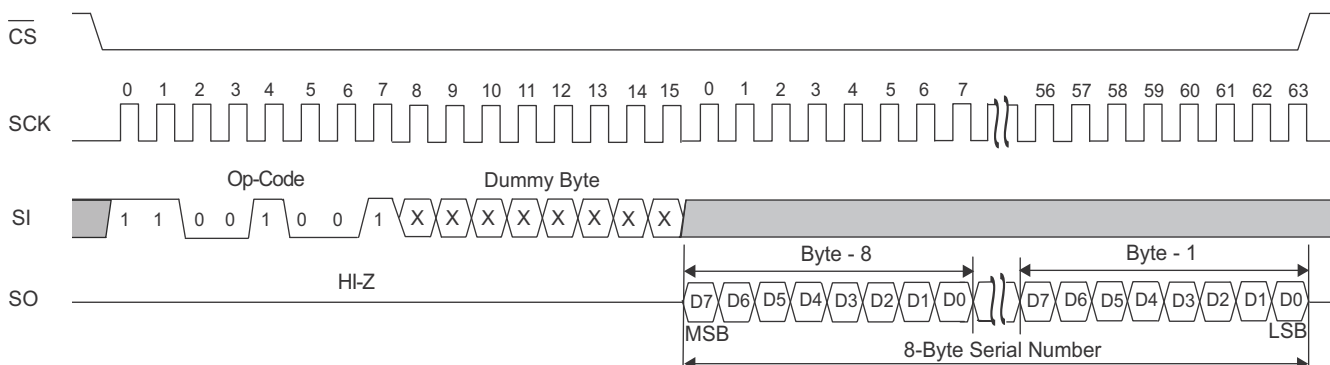 CS
0 1 2 3 4 5 6 7 8 9 10 11 12 13 14 15 0 1 2 3 4 5 6 7 56 57 58 59 60 61 62 63
SCK
Op-Code Dummy Byte
SI 1 1 0 0 1 0 0 1 X X X X X X X X
Byte - 8 Byte - 1
HI-Z
SO D7 D6 D5 D4 D3 D2 D1 D0 D7 D6 D5 D4 D3 D2 D1 D0
MSB LSB
8-Byte Serial Number